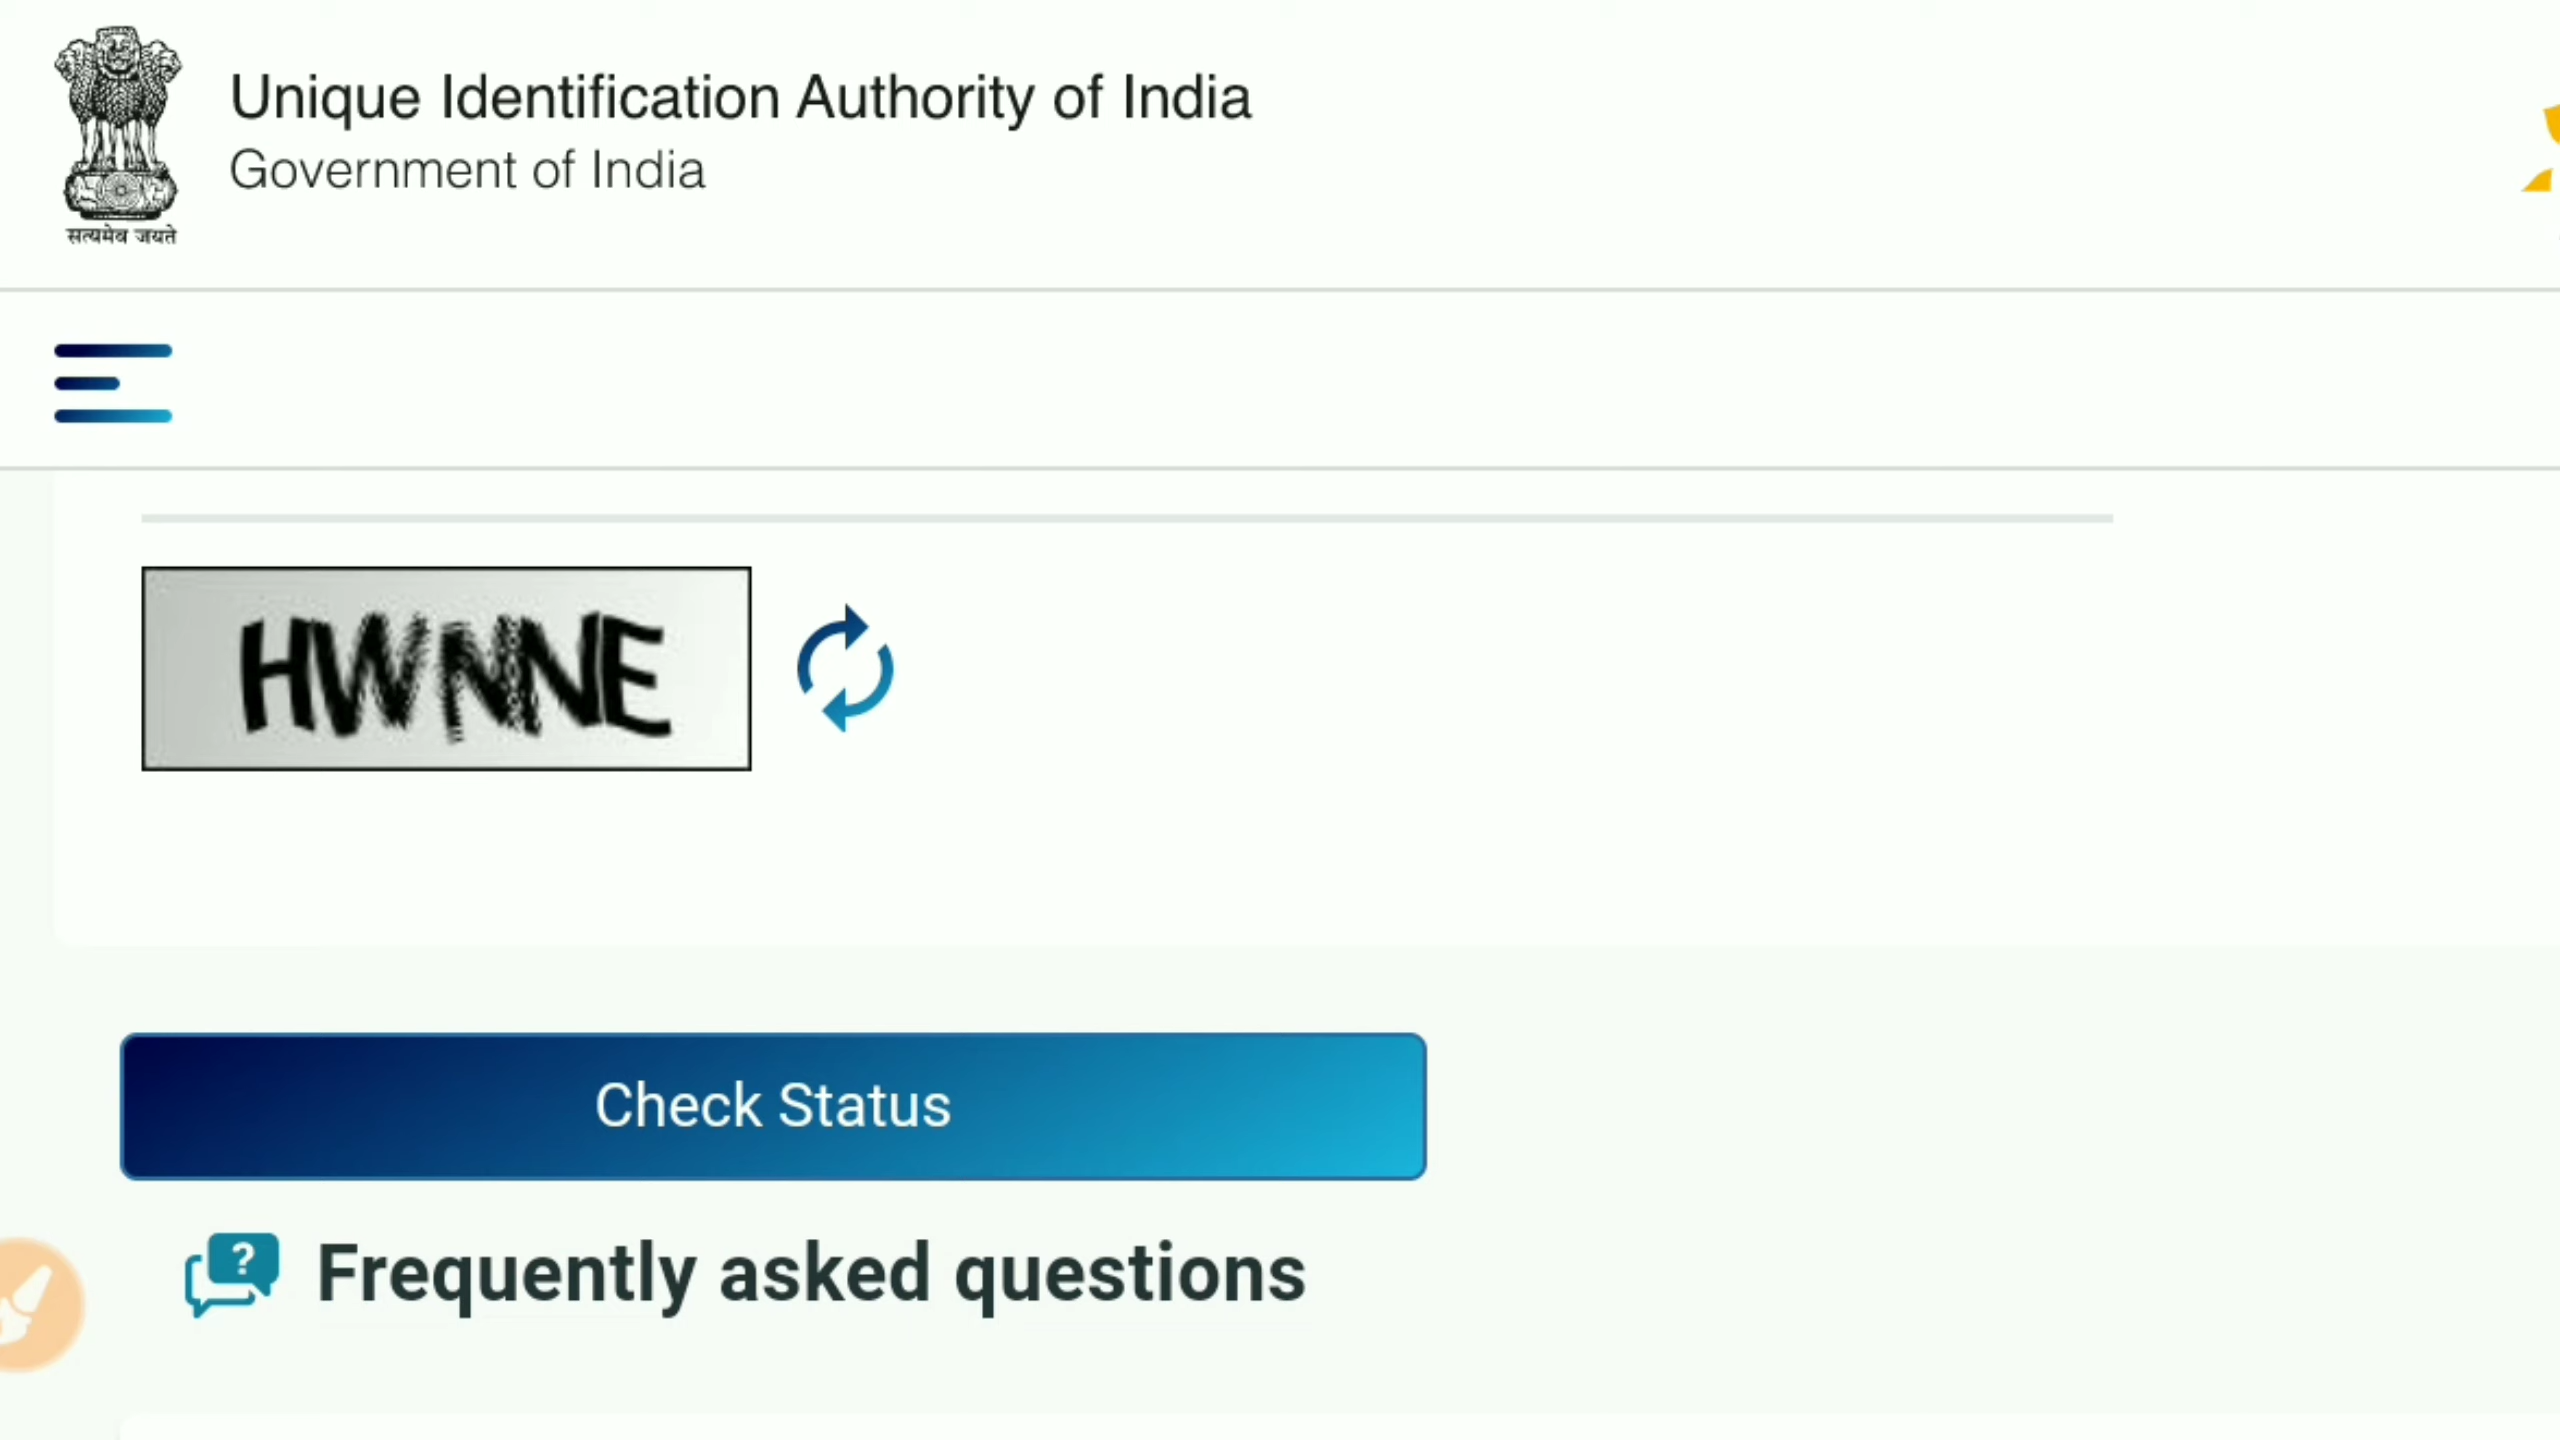 Unique Identification Authority of India
Government of India
सत्यमेव जयते
HWNNE
Check Status
? Frequently asked questions